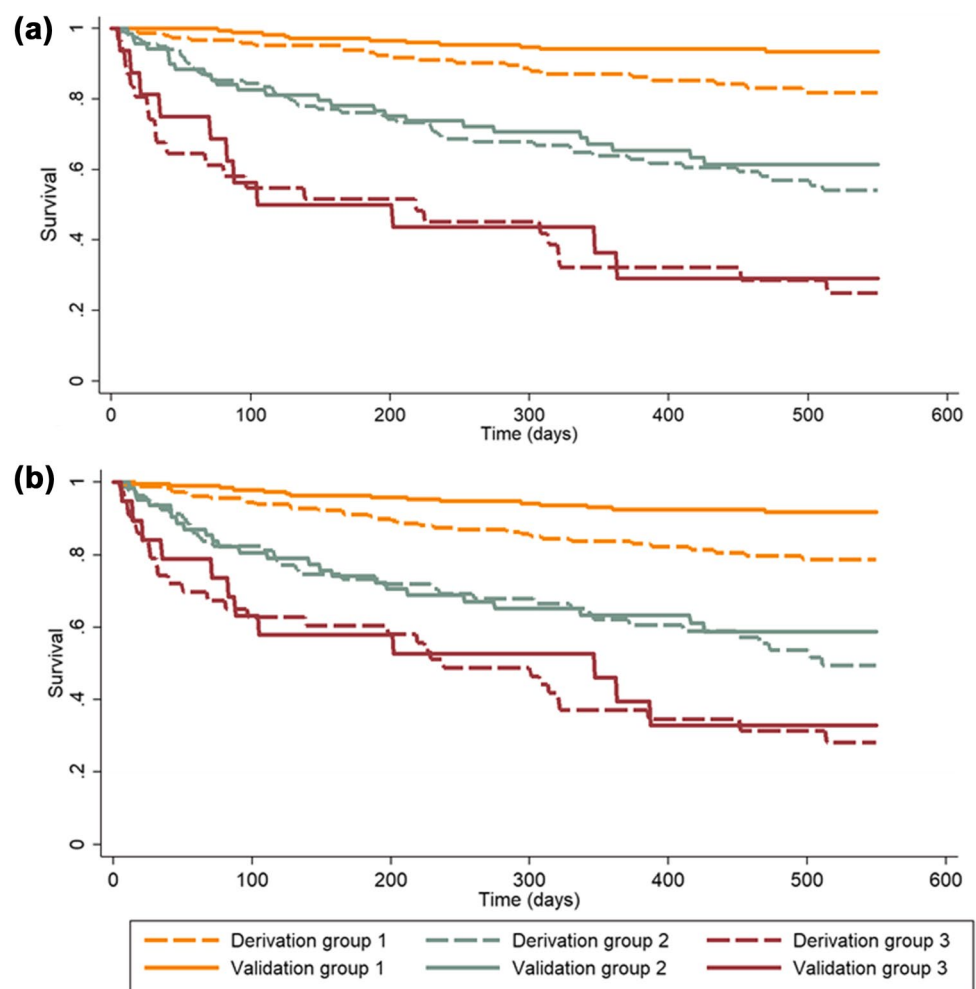 (a)
1
.8
.6
.4
.2
0
Survival
0 100 200 300 400 500 600
Time (days)
(b)
1
.8
.6
.4
.2
0
Survival
0 100 200 300 400 500 600
Time (days)
Derivation group 1 Derivation group 2 Derivation group 3
Validation group 1 Validation group 2 Validation group 3